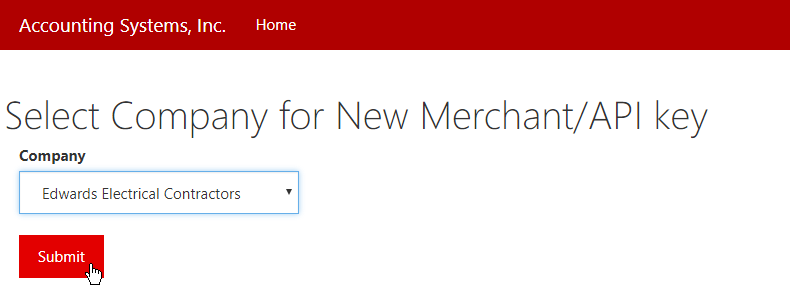 Accounting Systems, Inc. Home
Select Company for New Merchant/API key
Company
Edwards Electrical Contractors
Submit